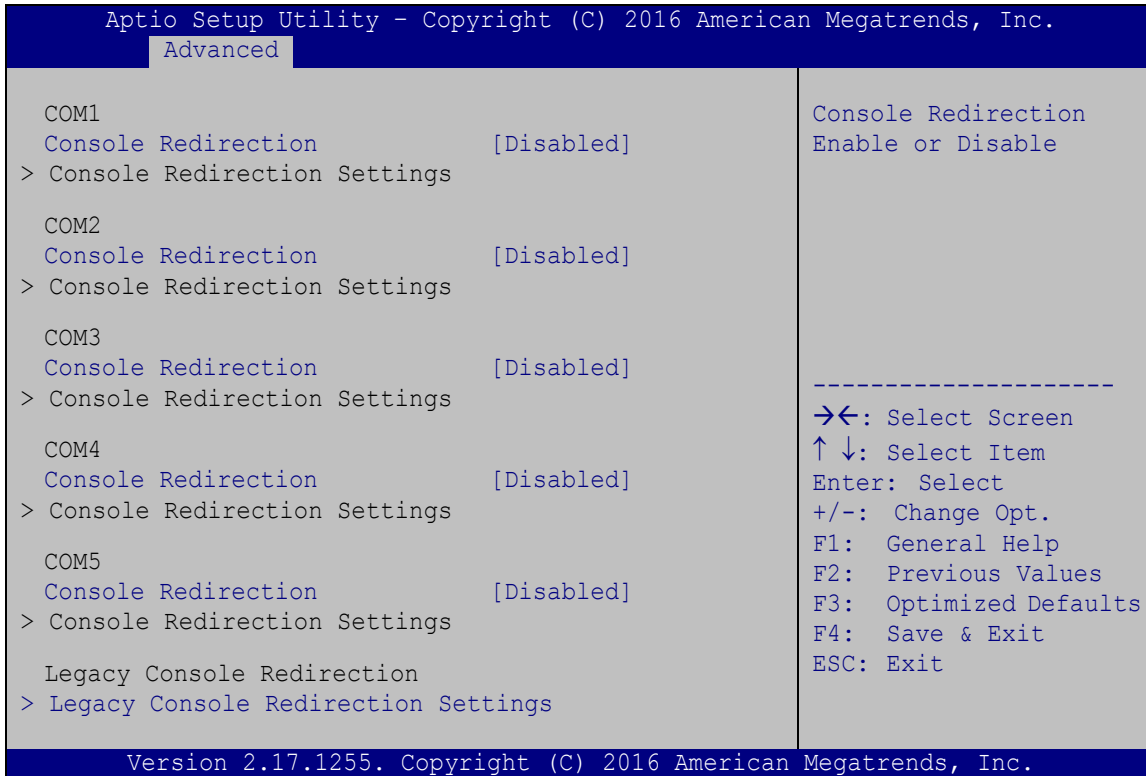 Aptio Setup Utility – Copyright (C) 2016 American Megatrends, Inc.
Advanced
COM1
Console Redirection [Disabled]
> Console Redirection Settings
COM2
Console Redirection [Disabled]
> Console Redirection Settings
COM3
Console Redirection [Disabled]
> Console Redirection Settings
COM4
Console Redirection [Disabled]
> Console Redirection Settings
COM5
Console Redirection [Disabled]
> Console Redirection Settings
Legacy Console Redirection
> Legacy Console Redirection Settings
Console Redirection
Enable or Disable
---------------------
→←: Select Screen
↑ ↓: Select Item
Enter: Select
+/-: Change Opt.
F1: General Help
F2: Previous Values
F3: Optimized Defaults
F4: Save & Exit
ESC: Exit
Version 2.17.1255. Copyright (C) 2016 American Megatrends, Inc.